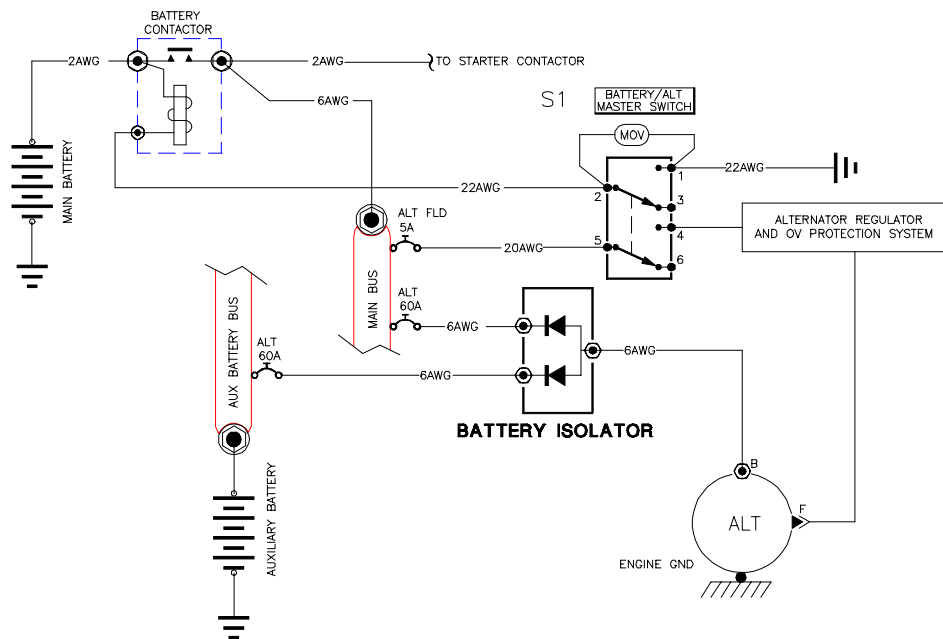 BATTERY
CONTACTOR
2AWG
2AWG
TO STARTER CONTACTOR
6AWG
S1
BATTERY/ALT
MASTER SWITCH
MOV
MAIN BATTERY
22AWG
2
1
22AWG
3
4
ALTERNATOR REGULATOR
AND OV PROTECTION SYSTEM
ALT FLD
5A
20AWG
5
6
MAIN BUS
ALT
60A
6AWG
AUX BATTERY BUS
ALT
60A
6AWG
6AWG
BATTERY ISOLATOR
B
ALT
F
AUXILIARY BATTERY
ENGINE GND